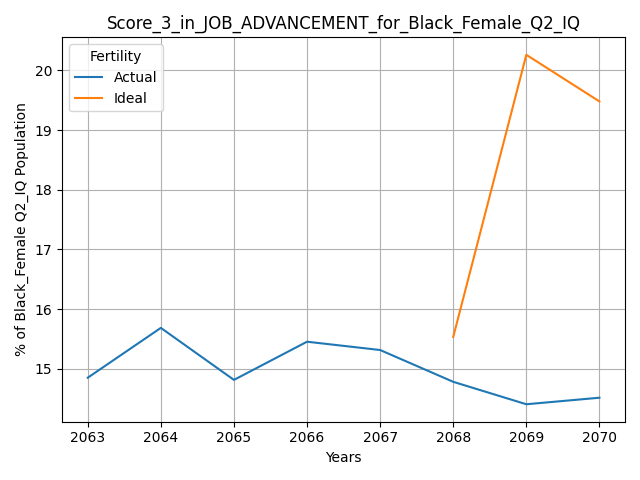 Score_3_in_JOB_ADVANCEMENT_for_Black_Female_Q2_IQ
Fertility
Actual
Ideal
% of Black_Female Q2_IQ Population
20
19
18
17
16
15
2063 2064 2065 2066 2067 2068 2069 2070
Years